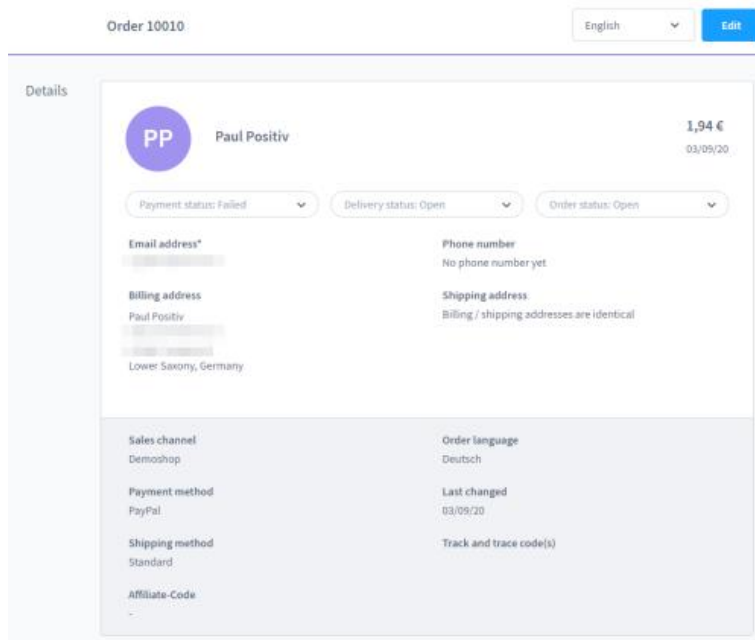 Order 10010
English
Edit
Details
PP
Paul Positiv
1,94 €
03/09/20
Payment status: Failed
Delivery status: Open
Order status: Open
Email address*
Phone number
No phone number yet
Billing address
Paul Positiv
Lower Saxony, Germany
Shipping address
Billing / shipping addresses are identical
Sales channel
Demoshop
Order language
Deutsch
Payment method
PayPal
Last changed
03/09/20
Shipping method
Standard
Track and trace code(s)
Affiliate-Code
-